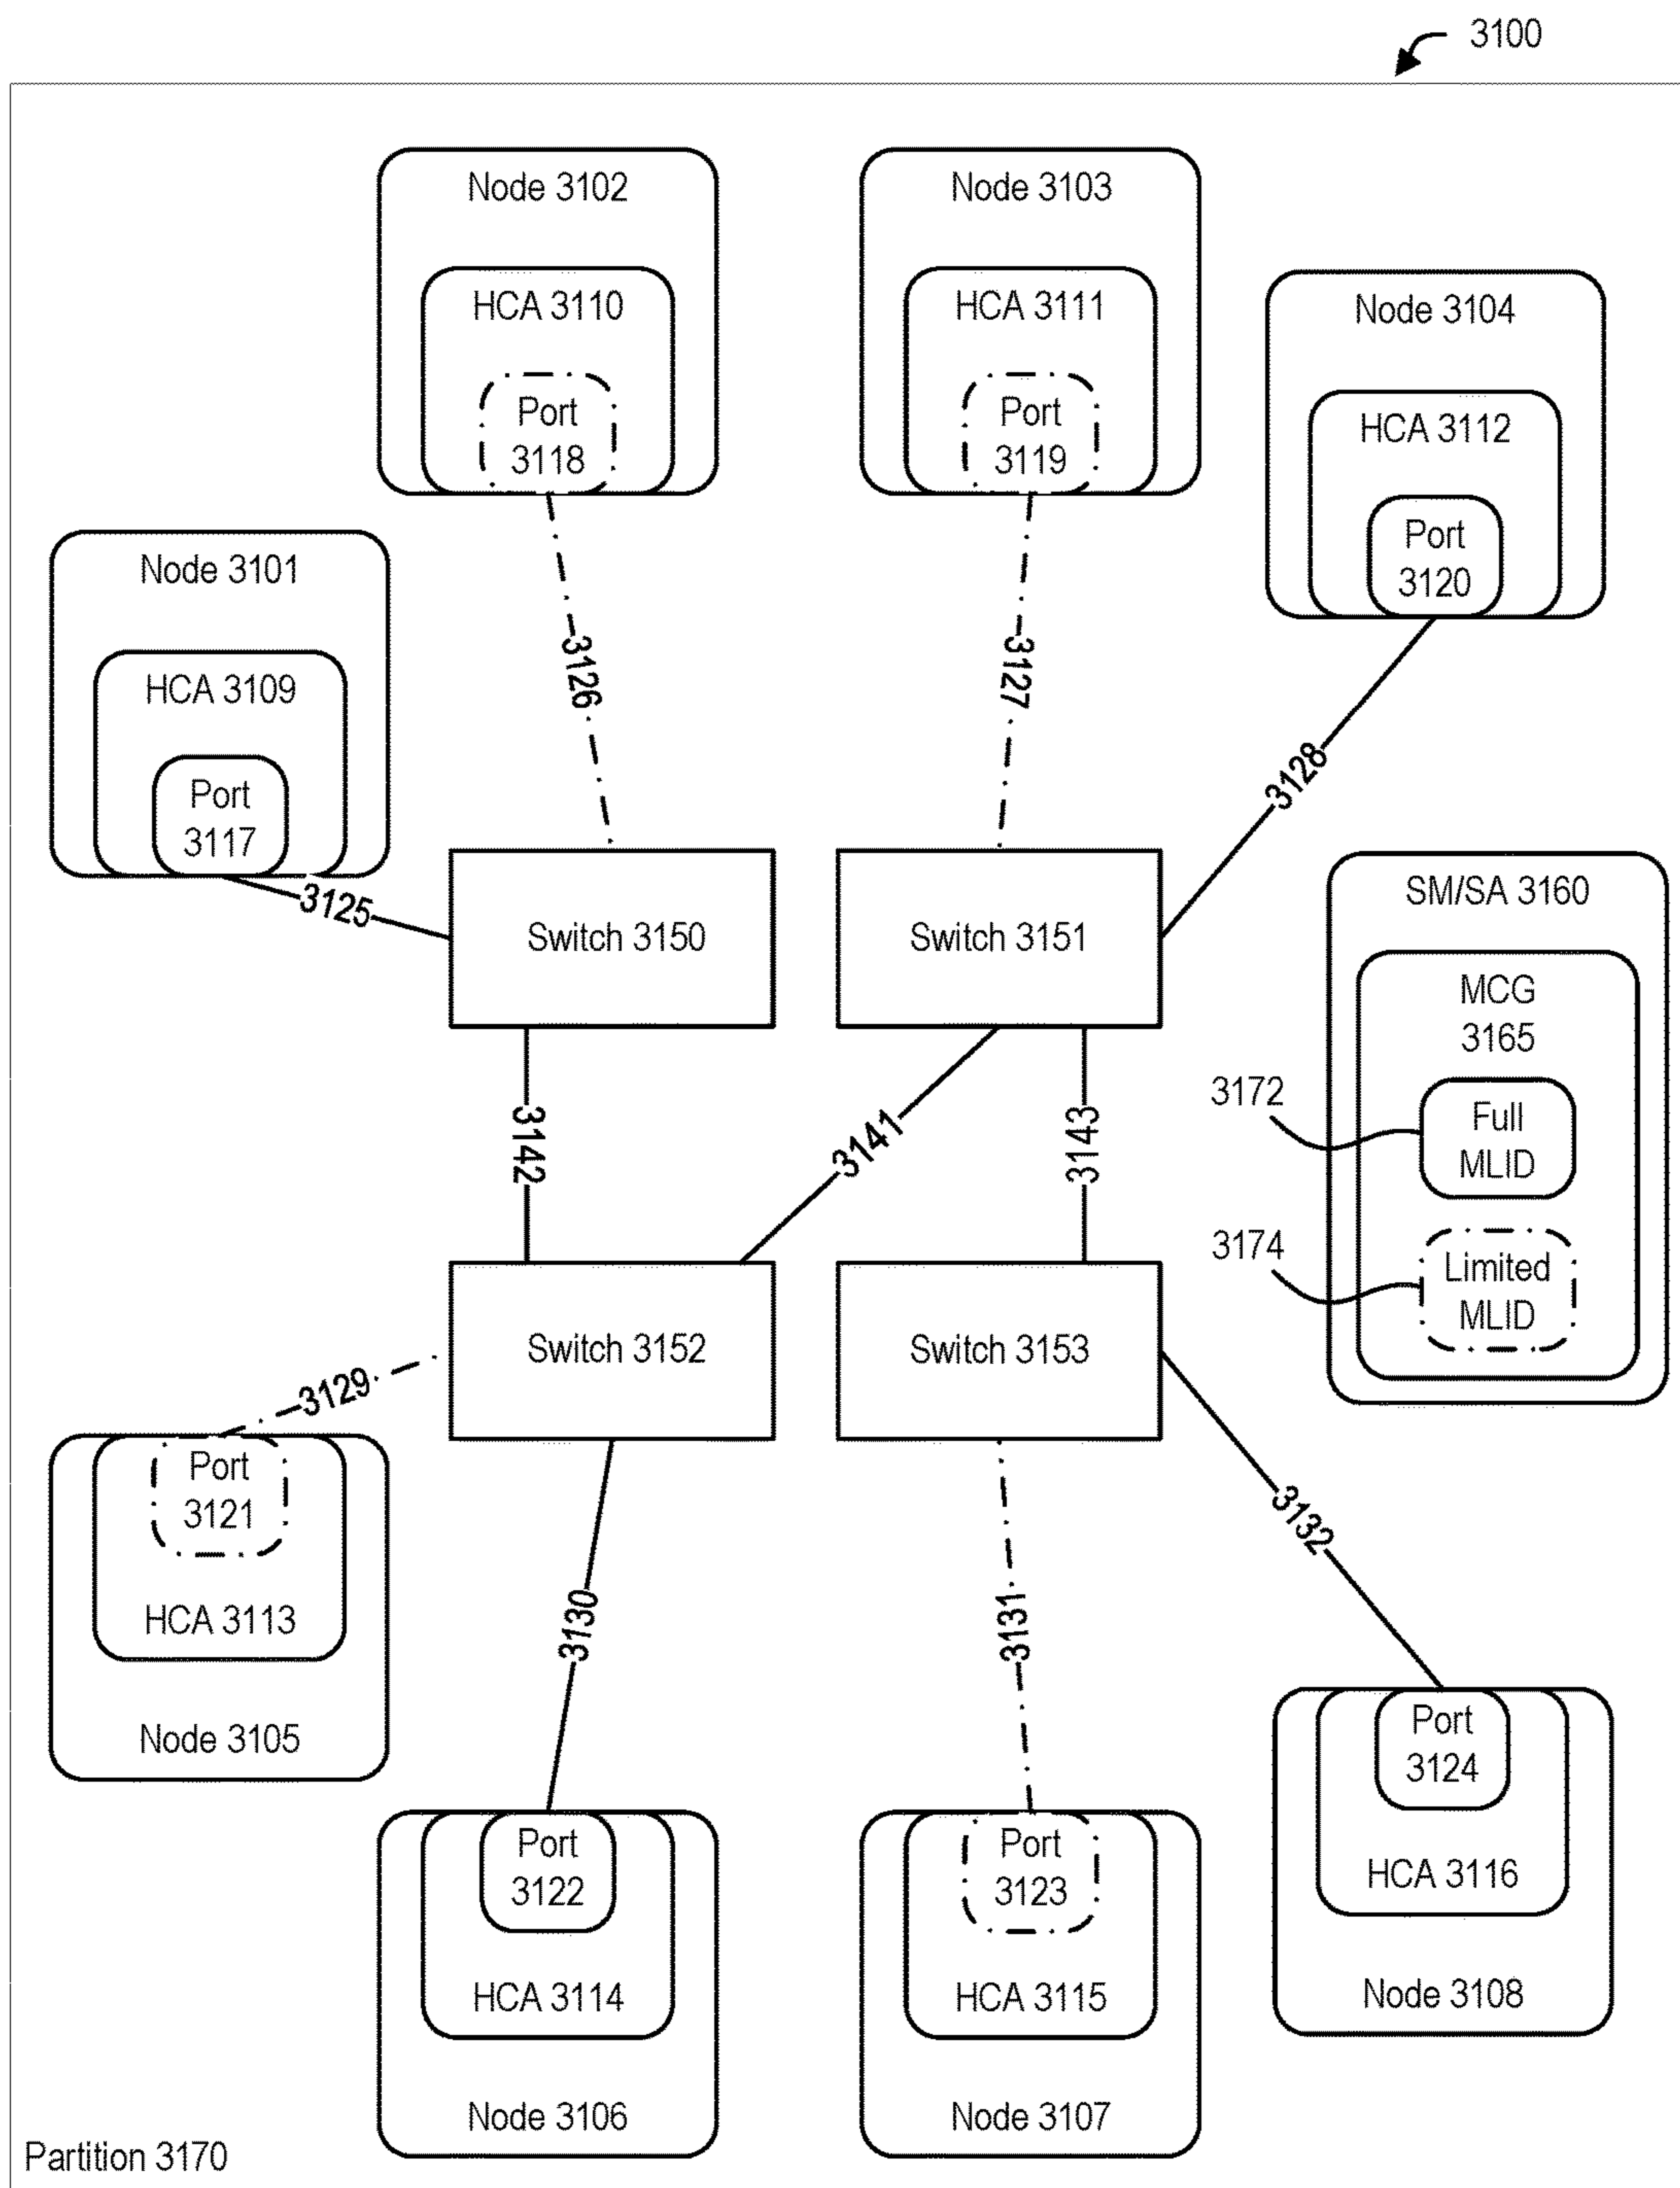 3100
Node 3102
HCA 3110
Port
3118
Node 3103
HCA 3111
Port
3119
Node 3104
HCA 3112
Port
3120
Node 3101
HCA 3109
Port
3117
3126
3127
3128
3125
Switch 3150
Switch 3151
SM/SA 3160
MCG
3165
3172
Full
MLID
3174
Limited
MLID
3142
3141
3143
Switch 3152
Switch 3153
3129
Port
3121
HCA 3113
Node 3105
3130
3131
3132
Port
3122
HCA 3114
Node 3106
Port
3123
HCA 3115
Node 3107
Port
3124
HCA 3116
Node 3108
Partition 3170